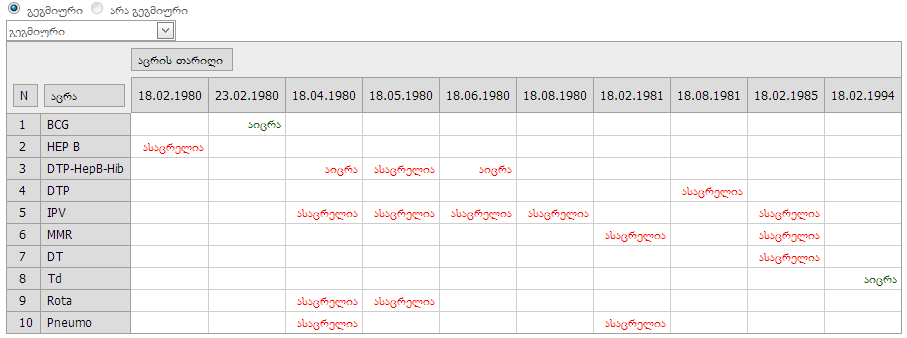 გეგმიური არა გეგმიური
გეგმიური
აცრის თარიღი
N აცრა 18.02.1980 23.02.1980 18.04.1980 18.05.1980 18.06.1980 18.08.1980 18.02.1981 18.08.1981 18.02.1985 18.02.1994
1 BCG აიცრა
2 HEP B ასაცრელია
3 DTP-HepB-Hib აიცრა ასაცრელია აიცრა
4 DTP ასაცრელია
5 IPV ასაცრელია ასაცრელია ასაცრელია ასაცრელია ასაცრელია
6 MMR ასაცრელია ასაცრელია
7 DT ასაცრელია
8 Td აიცრა
9 Rota ასაცრელია ასაცრელია
10 Pneumo ასაცრელია ასაცრელია